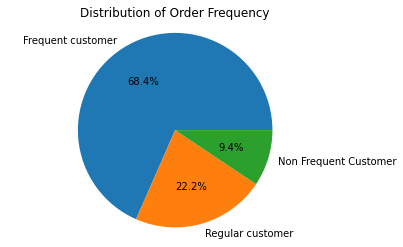 Distribution of Order Frequency
Frequent customer
68.4%
9.4%
Non Frequent Customer
22.2%
Regular customer